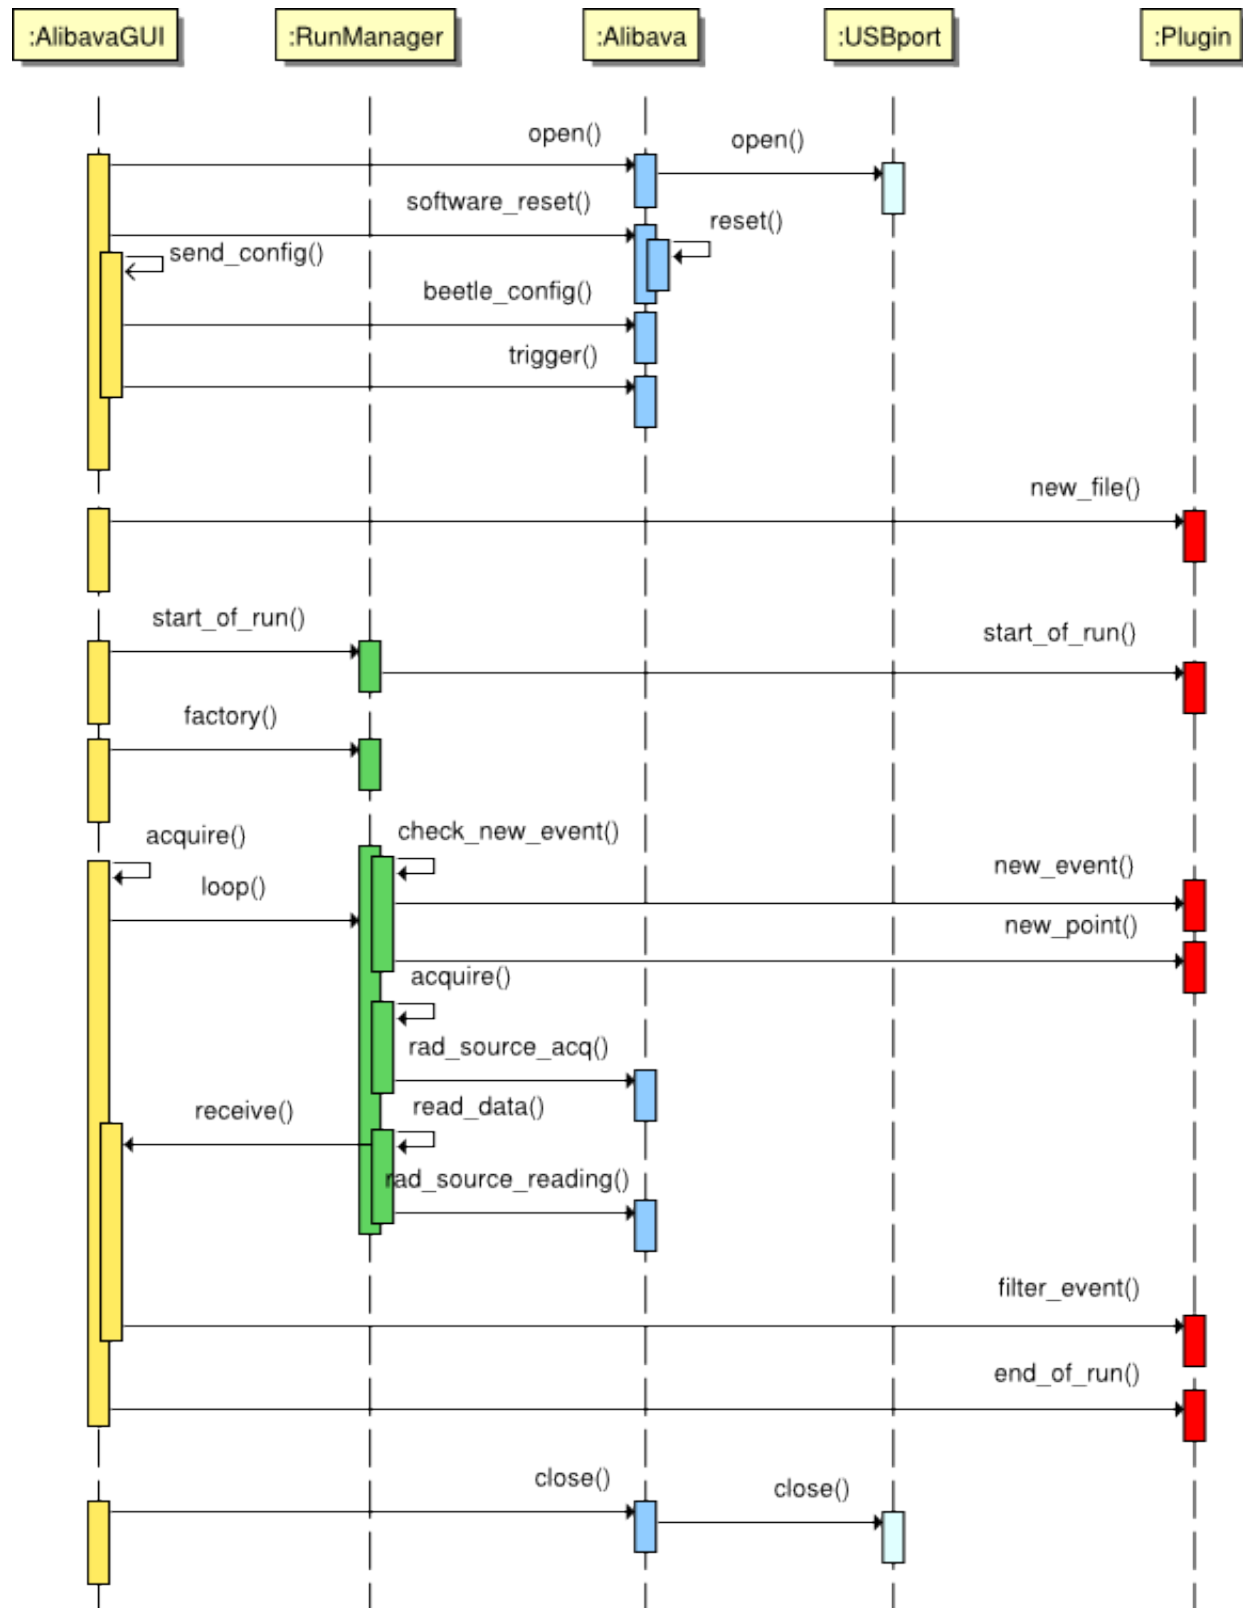 :AlibavaGUI
:RunManager
:Alibava
:USBport
:Plugin
open()
open()
software_reset()
reset()
send_config()
beetle_config()
trigger()
new_file()
start_of_run()
start_of_run()
factory()
acquire()
check_new_event()
new_event()
loop()
new_point()
acquire()
rad_source_acq()
receive()
read_data()
rad_source_reading()
filter_event()
end_of_run()
close()
close()